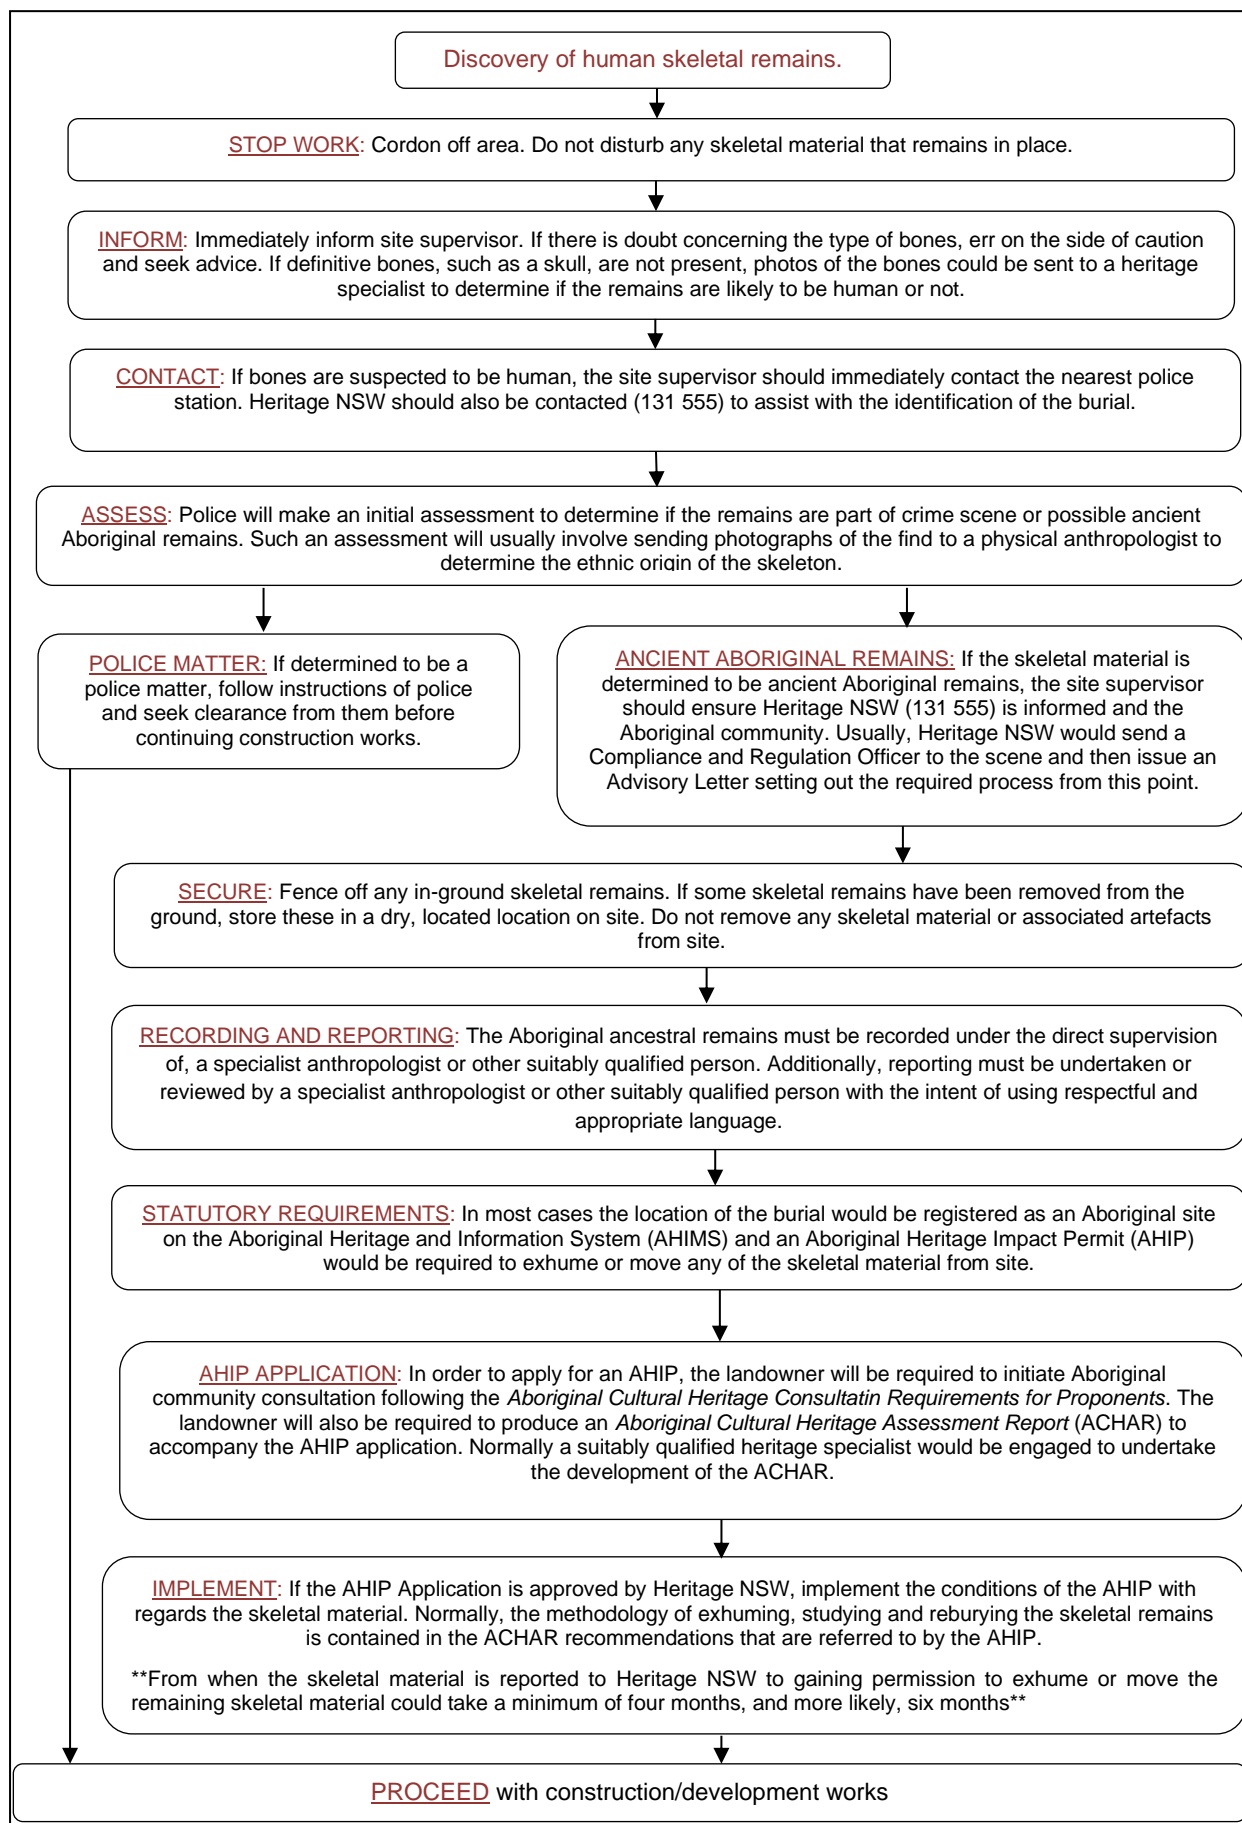 Discovery of human skeletal remains.
STOP WORK: Cordon off area. Do not disturb any skeletal material that remains in place.
INFORM: Immediately inform site supervisor. If there is doubt concerning the type of bones, err on the side of caution
and seek advice. If definitive bones, such as a skull, are not present, photos of the bones could be sent to a heritage
specialist to determine if the remains are likely to be human or not.
CONTACT: If bones are suspected to be human, the site supervisor should immediately contact the nearest police
station. Heritage NSW should also be contacted (131 555) to assist with the identification of the burial.
ASSESS: Police will make an initial assessment to determine if the remains are part of crime scene or possible ancient
Aboriginal remains. Such an assessment will usually involve sending photographs of the find to a physical anthropologist to
determine the ethnic origin of the skeleton.
POLICE MATTER: If determined to be a
police matter, follow instructions of police
and seek clearance from them before
continuing construction works.
ANCIENT ABORIGINAL REMAINS: If the skeletal material is
determined to be ancient Aboriginal remains, the site supervisor
should ensure Heritage NSW (131 555) is informed and the
Aboriginal community. Usually, Heritage NSW would send a
Compliance and Regulation Officer to the scene and then issue an
Advisory Letter setting out the required process from this point.
SECURE: Fence off any in-ground skeletal remains. If some skeletal remains have been removed from the
ground, store these in a dry, located location on site. Do not remove any skeletal material or associated artefacts
from site.
RECORDING AND REPORTING: The Aboriginal ancestral remains must be recorded under the direct supervision
of, a specialist anthropologist or other suitably qualified person. Additionally, reporting must be undertaken or
reviewed by a specialist anthropologist or other suitably qualified person with the intent of using respectful and
appropriate language.
STATUTORY REQUIREMENTS: In most cases the location of the burial would be registered as an Aboriginal site
on the Aboriginal Heritage and Information System (AHIMS) and an Aboriginal Heritage Impact Permit (AHIP)
would be required to exhume or move any of the skeletal material from site.
AHIP APPLICATION: In order to apply for an AHIP, the landowner will be required to initiate Aboriginal
community consultation following the Aboriginal Cultural Heritage Consultatin Requirements for Proponents. The
landowner will also be required to produce an Aboriginal Cultural Heritage Assessment Report (ACHAR) to
accompany the AHIP application. Normally a suitably qualified heritage specialist would be engaged to undertake
the development of the ACHAR.
IMPLEMENT: If the AHIP Application is approved by Heritage NSW, implement the conditions of the AHIP with
regards the skeletal material. Normally, the methodology of exhuming, studying and reburying the skeletal remains
is contained in the ACHAR recommendations that are referred to by the AHIP.
**From when the skeletal material is reported to Heritage NSW to gaining permission to exhume or move the
remaining skeletal material could take a minimum of four months, and more likely, six months**
PROCEED with construction/development works